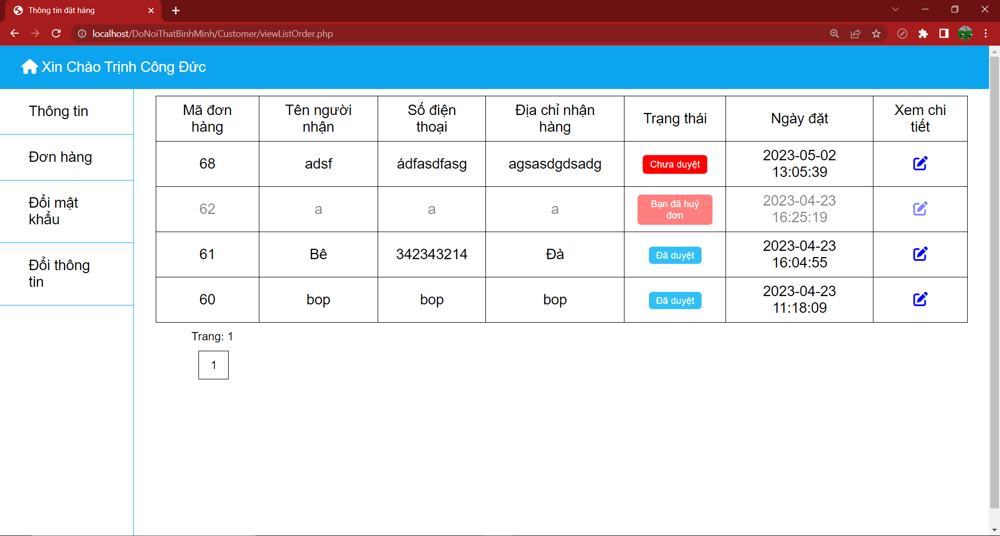 Thông tin đặt hàng
localhost/DoNoiThatBinhMinh/Customer/viewListOrder.php
Xin Chào Trịnh Công Đức
Thông tin
Đơn hàng
Đổi mật
khẩu
Đổi thông
tin
Mã đơn
hàng
Tên người
nhận
Số điện
thoại
Địa chỉ nhận
hàng
Trạng thái
Ngày đặt
Xem chi
tiết
68
adsf
ádfasdfasg
agsasdgdsadg
Chưa duyệt
2023-05-02
13:05:39
62
a
a
a
Bạn đã huỷ
đơn
2023-04-23
16:25:19
61
Bê
342343214
Đà
Đã duyệt
2023-04-23
16:04:55
60
bop
bop
bop
Đã duyệt
2023-04-23
11:18:09
Trang: 1
1